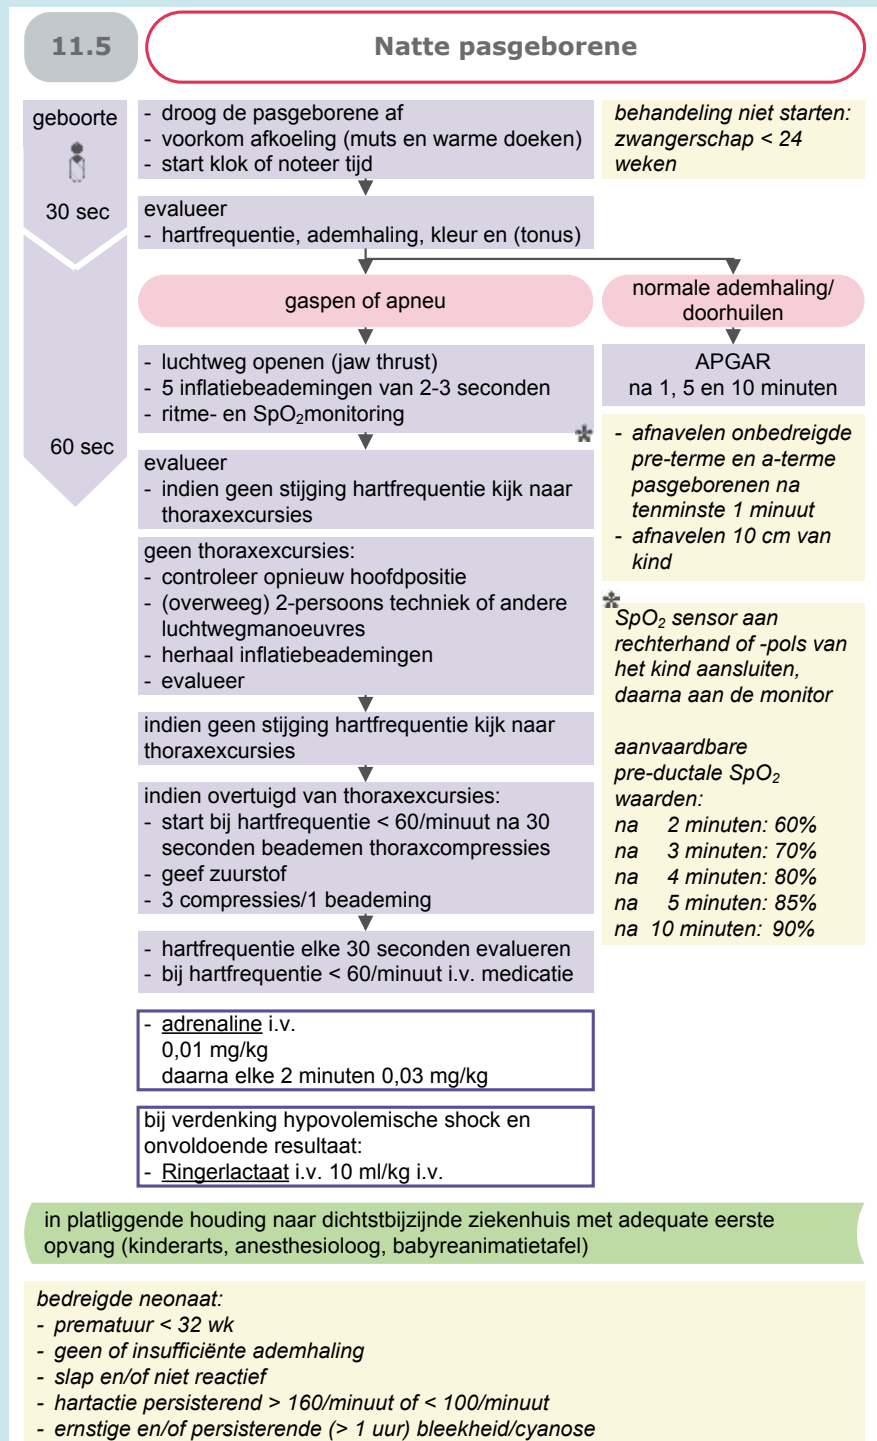 11.5
Natte pasgeborene
geboorte
30 sec
60 sec
- droog de pasgeborene af
- voorkom afkoeling (muts en warme doeken)
- start klok of noteer tijd
behandeling niet starten:
zwangerschap < 24
weken
evalueer
- hartfrequentie, ademhaling, kleur en (tonus)
gaspen of apneu
normale ademhaling/
doorhuilen
- luchtweg openen (jaw thrust)
- 5 inflatiebeademingen van 2-3 seconden
- ritme- en SpO₂monitoring
*
APGAR
na 1, 5 en 10 minuten
evalueer
- indien geen stijging hartfrequentie kijk naar
thoraxexcursies
- afnavelen onbedreigde
pre-terme en a-terme
pasgeborenen na
tenminste 1 minuut
- afnavelen 10 cm van
kind
geen thoraxexcursies:
- controleer opnieuw hoofdpositie
- (overweeg) 2-persoons techniek of andere
luchtwegmanoeuvres
- herhaal inflatiebeademingen
- evalueer
indien geen stijging hartfrequentie kijk naar
thoraxexcursies
indien overtuigd van thoraxexcursies:
- start bij hartfrequentie < 60/minuut na 30
seconden beademen thoraxcompressies
- geef zuurstof
- 3 compressies/1 beademing
- hartfrequentie elke 30 seconden evalueren
- bij hartfrequentie < 60/minuut i.v. medicatie
*
SpO₂ sensor aan
rechterhand of -pols van
het kind aansluiten,
daarna aan de monitor
aanvaardbare
pre-ductale SpO₂
waarden:
na 2 minuten: 60%
na 3 minuten: 70%
na 4 minuten: 80%
na 5 minuten: 85%
na 10 minuten: 90%
- adrenaline i.v.
0,01 mg/kg
daarna elke 2 minuten 0,03 mg/kg
bij verdenking hypovolemische shock en
onvoldoende resultaat:
- Ringerlactaat i.v. 10 ml/kg i.v.
in platliggende houding naar dichtstbijzijnde ziekenhuis met adequate eerste
opvang (kinderarts, anesthesioloog, babyreanimatietafel)
bedreigde neonaat:
- prematuur < 32 wk
- geen of insufficiënte ademhaling
- slap en/of niet reactief
- hartactie persisterend > 160/minuut of < 100/minuut
- ernstige en/of persisterende (> 1 uur) bleekheid/cyanose